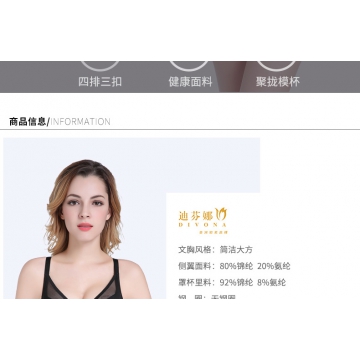 四排三扣 健康面料 聚拢模杯
商品信息/INFORMATION
迪芬娜
DIVONA
文胸风格：简洁大方
侧翼面料：80%锦纶 20%氨纶
罩杯里料：92%锦纶 8%氨纶